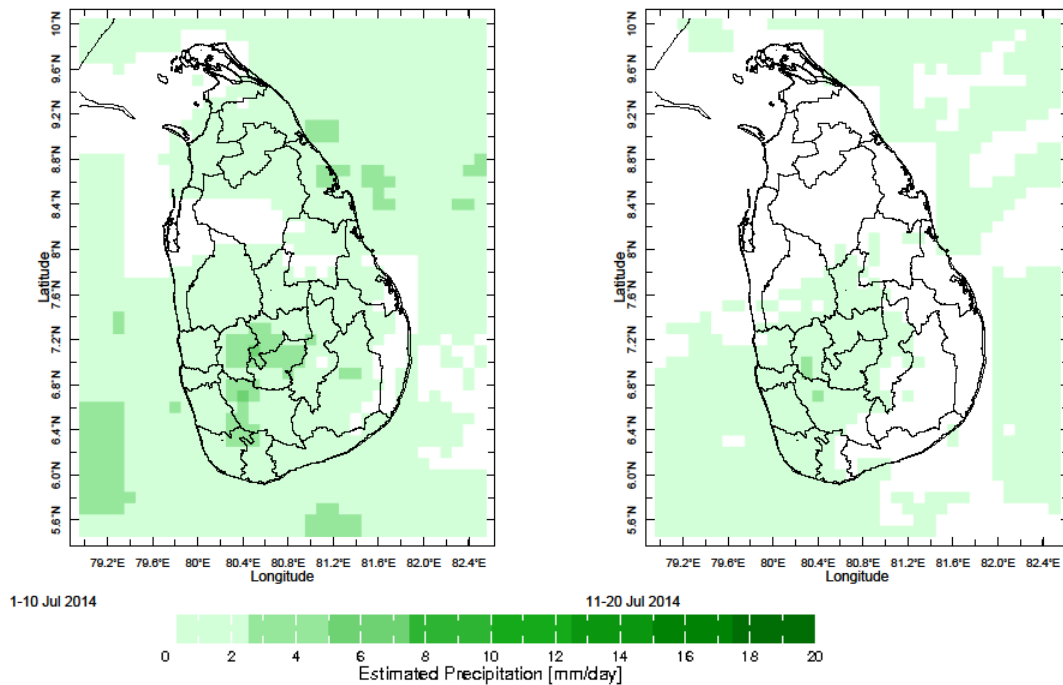 10°N 10°N
9.6°N 9.6°N
9.2°N 9.2°N
8.8°N 8.8°N
8.4°N 8.4°N
8°N 8°N
Latitude Latitude
7.6°N 7.6°N
7.2°N 7.2°N
6.8°N 6.8°N
6.4°N 6.4°N
6.0°N 6.0°N
5.6°N 5.6°N
79.2°E 79.6°E 80°E 80.4°E 80.8°E 81.2°E 81.6°E 82°E 82.4°E 79.2°E 79.6°E 80°E 80.4°E 80.8°E 81.2°E 81.6°E 82°E 82.4°E
Longitude Longitude
1-10 Jul 2014 11-20 Jul 2014
0 2 4 6 8 10 12 14 16 18 20
Estimated Precipitation [mm/day]